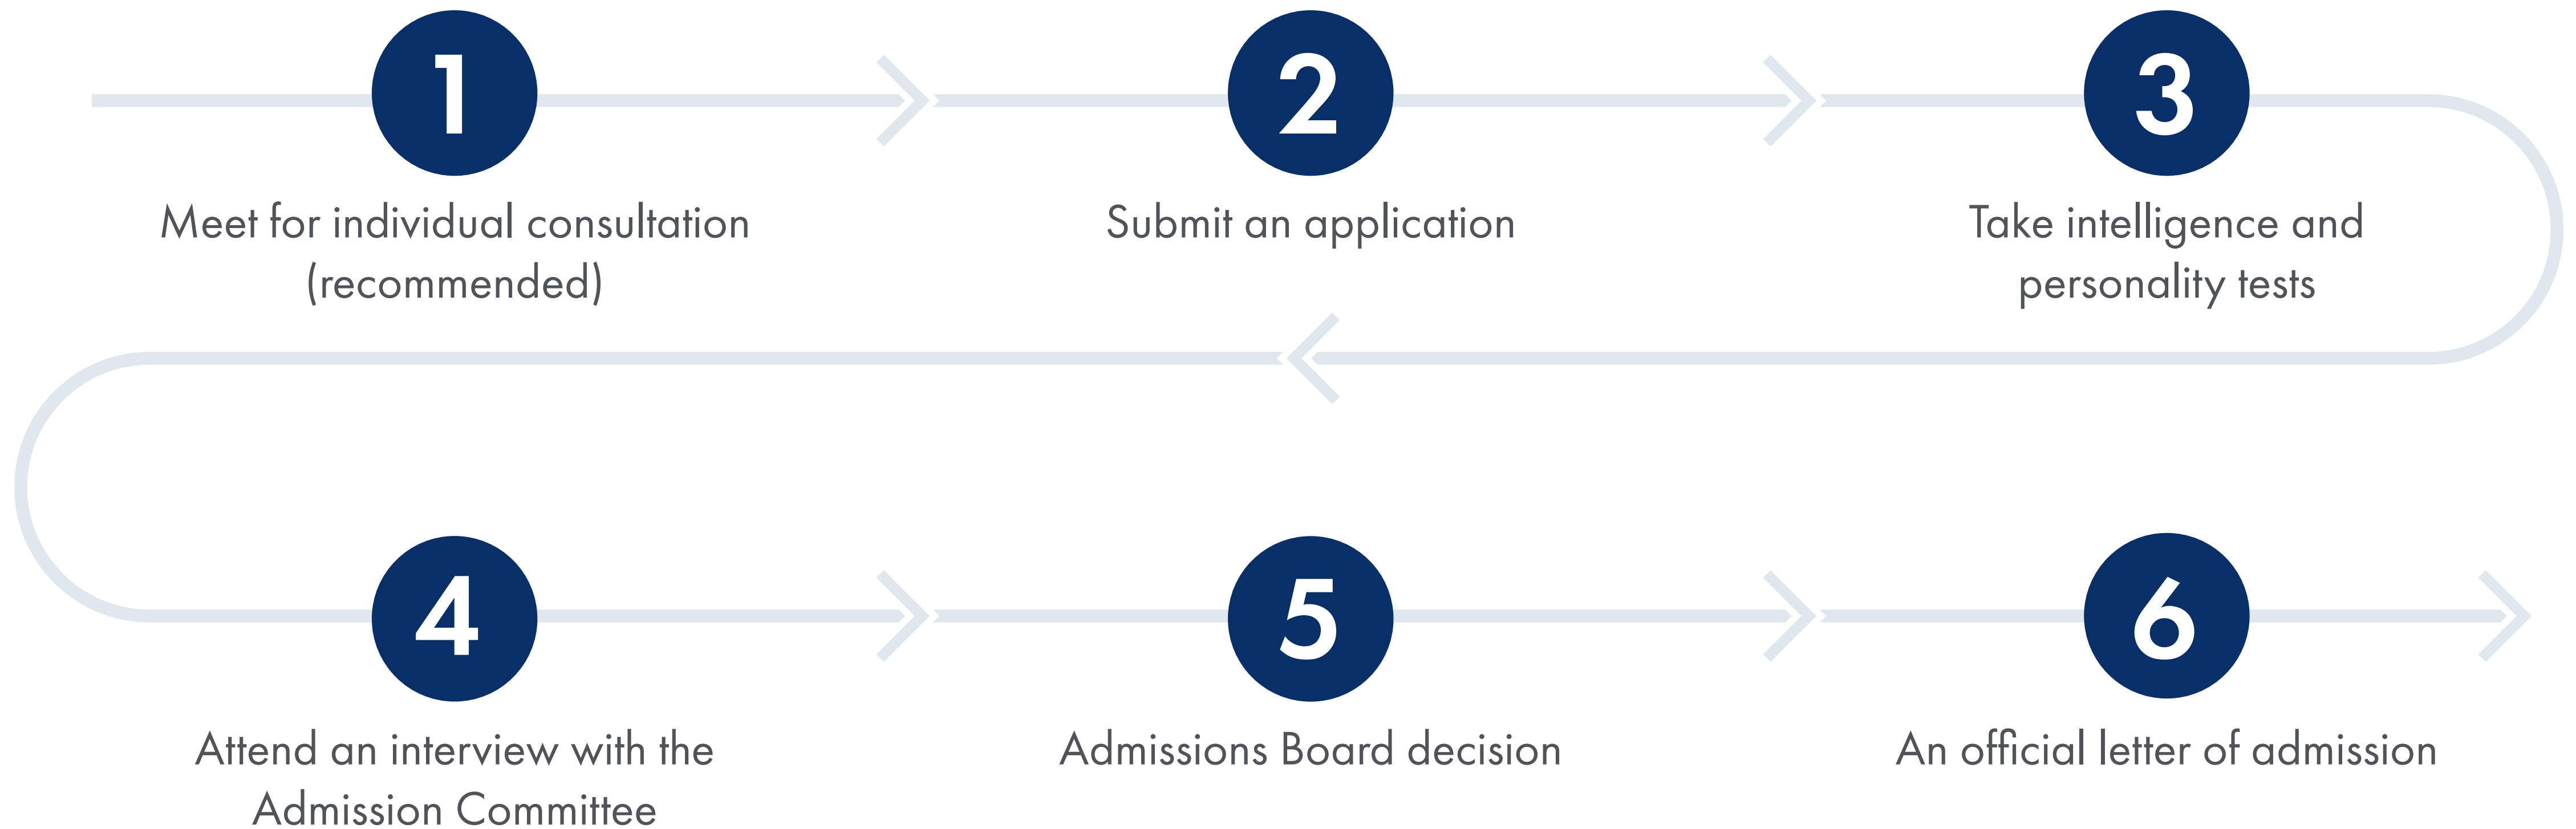 1
Meet for individual consultation
(recommended)
2
Submit an application
3
Take intelligence and
personality tests
4
Attend an interview with the
Admission Committee
5
Admissions Board decision
6
An official letter of admission